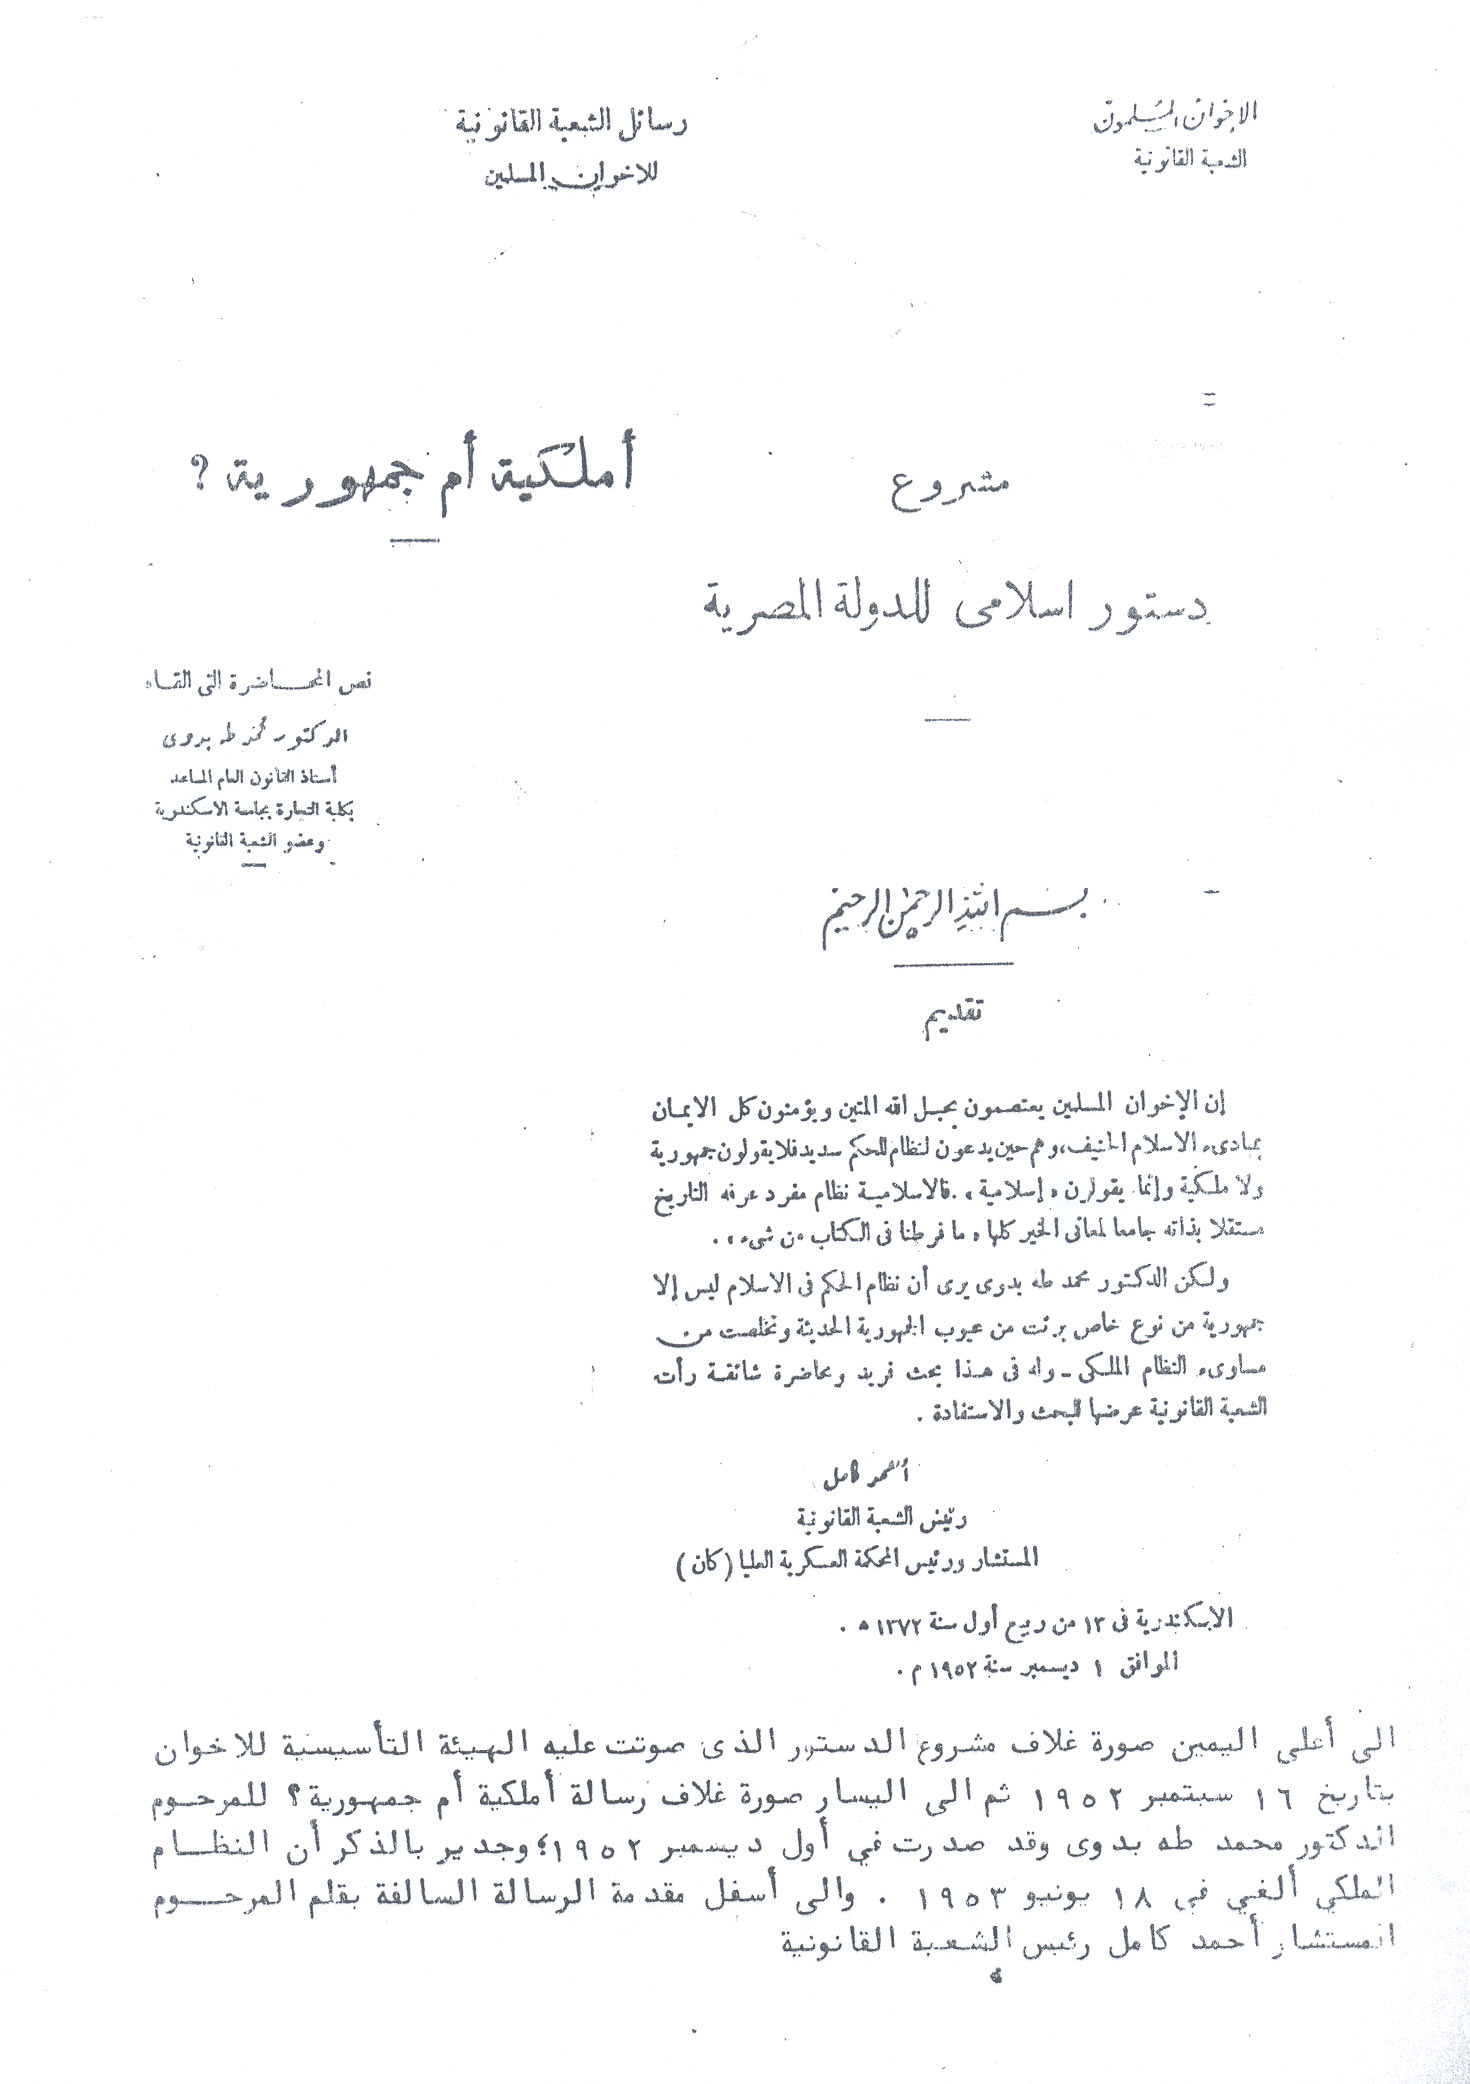 الإخوان المسلمون
الشعبة القانونية
مشروع
دستور اسلامى للدولة المصرية
رسائل الشعبة القانونية
للاخوان المسلمين
أملكية أم جمهورية ؟
نص المحاضرة التى القاها
الدكتور محمد طه بدوى
أستاذ القانون العام المساعد
بكلية التجارة بجامعة الاسكندرية
وعضو الشعبة القانونية
بسم الله الرحمن الرحيم
تقديم
إن الإخوان المسلمين يعتصمون بحبل الله المتين ويؤمنون كل الايمان
بمبادىء الاسلام الحنيف، وهم حين يدعون لنظام للحكم سديد فلا يقولون جمهورية
ولا ملكية وإنما يقولون « إسلامية » . فالاسلامية نظام مفرد عرفه التاريخ
مستقلا بذاته جامعا لمعانى الخير كلها « ما فرطنا فى الكتاب من شىء » .
ولكن الدكتور محمد طه بدوى يرى أن نظام الحكم فى الاسلام ليس إلا
جمهورية من نوع خاص برئت من عيوب الجمهورية الحديثة وتخلصت من
مساوىء النظام الملكى ـ وله فى هذا بحث فريد ومحاضرة شائقة رأت
الشعبة القانونية عرضها للبحث والاستفادة .
أحمد كامل
رئيس الشعبة القانونية
المستشار ورئيس المحكمة العسكرية العليا ( كان )
الاسكندرية فى ١٣ من ربيع أول سنة ١٣٧٢ ه .
الموافق ١ ديسمبر سنة ١٩٥٢ م .
الى أعلى اليمين صورة غلاف مشروع الدستور الذى صوتت عليه الهيئة التأسيسية للاخوان
بتاريخ ١٦ سبتمبر ١٩٥٢ ثم الى اليسار صورة غلاف رسالة أملكية أم جمهورية؟ للمرحوم
الدكتور محمد طه بدوى وقد صدرت في أول ديسمبر ١٩٥٢؛ وجدير بالذكر أن النظام
الملكي ألغي في ١٨ يونيو ١٩٥٣ . والى أسفل مقدمة الرسالة السالفة بقلم المرحوم
المستشار أحمد كامل رئيس الشعبة القانونية